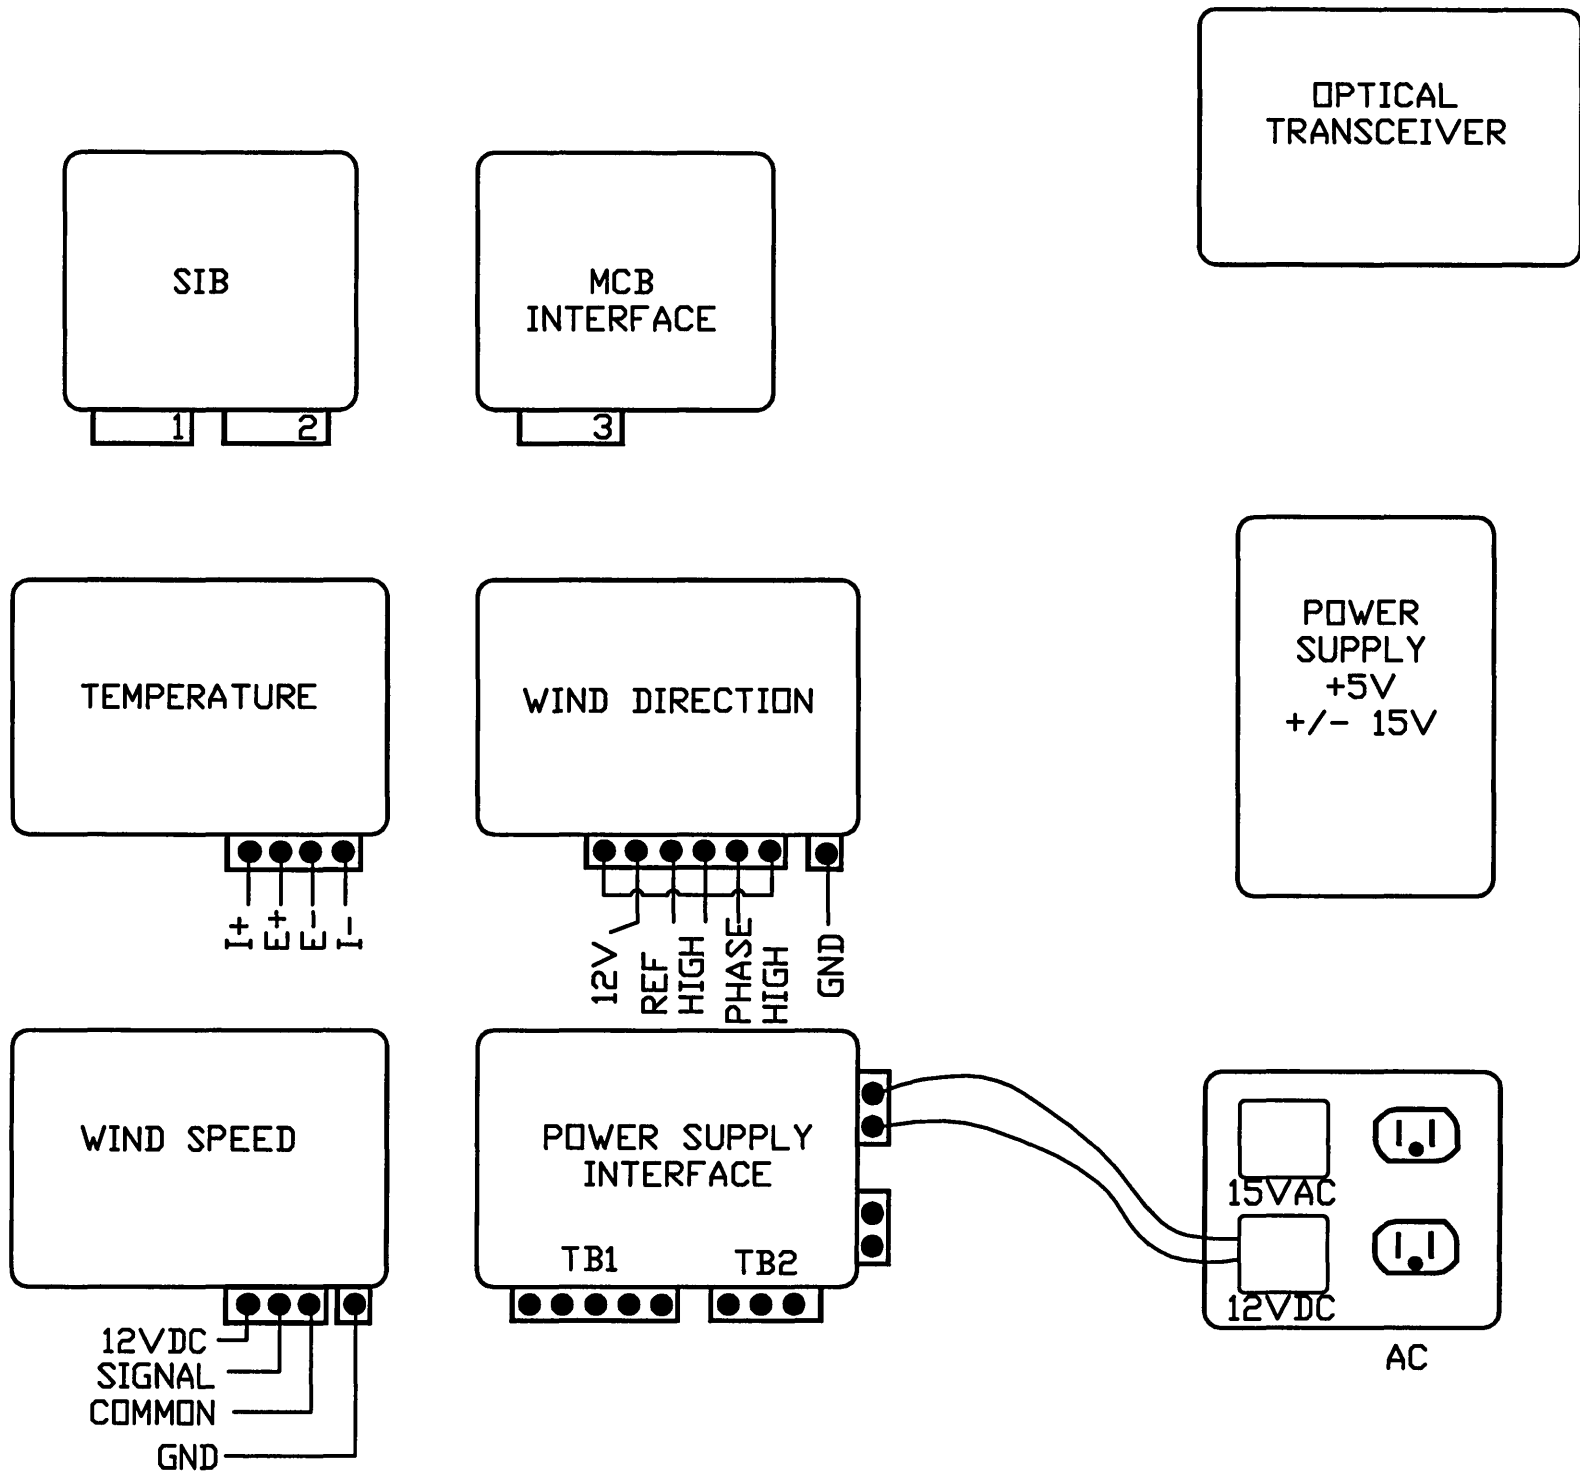 OPTICAL
TRANSCEIVER
SIB
MCB
INTERFACE
1
2
3
POWER
SUPPLY
+5V
+/- 15V
TEMPERATURE
WIND DIRECTION
I+
E+
E-
I-
12V
REF
HIGH
PHASE
HIGH
GND
WIND SPEED
POWER SUPPLY
INTERFACE
TB1
TB2
15VAC
12VDC
AC
12VDC
SIGNAL
COMMON
GND